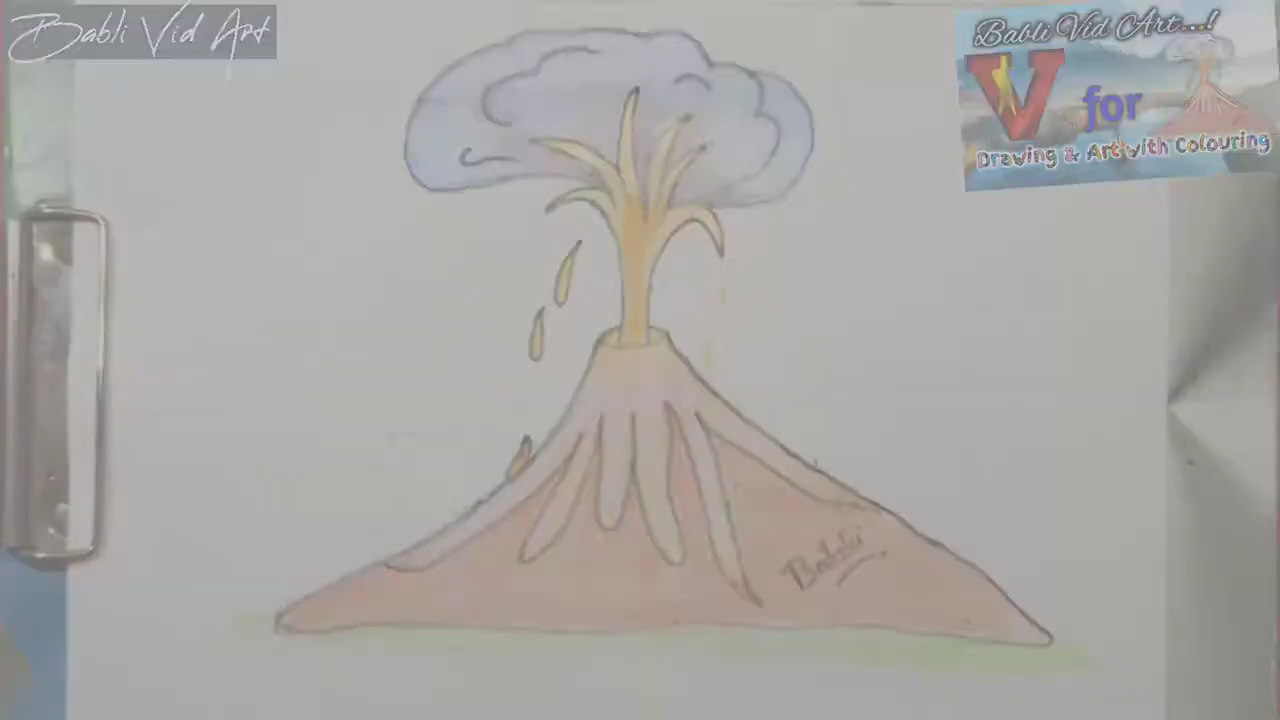 Babli Vid Art
Babli Vid Art...!
V for
Drawing & Art with Colouring
Babli